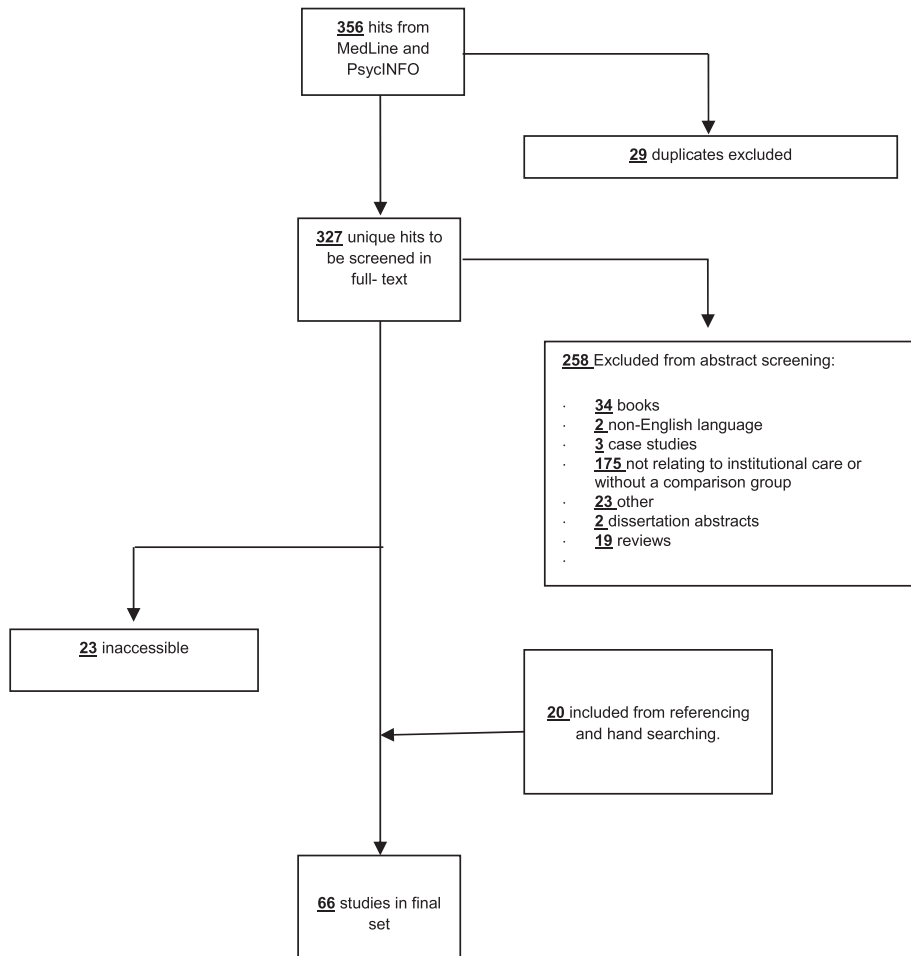 356 hits from
MedLine and
PsycINFO
29 duplicates excluded
327 unique hits to
be screened in
full- text
258 Excluded from abstract screening:
· 34 books
· 2 non-English language
· 3 case studies
· 175 not relating to institutional care or
without a comparison group
· 23 other
· 2 dissertation abstracts
· 19 reviews
·
23 inaccessible
20 included from referencing
and hand searching.
66 studies in final
set